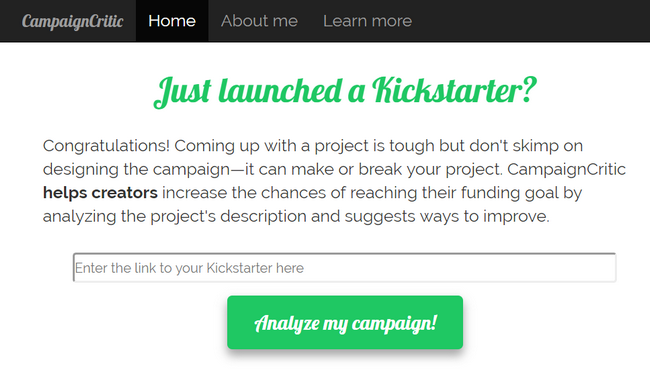 CampaignCritic Home About me Learn more
Just launched a Kickstarter?
Congratulations! Coming up with a project is tough but don't skimp on
designing the campaign—it can make or break your project. CampaignCritic
helps creators increase the chances of reaching their funding goal by
analyzing the project's description and suggests ways to improve.
Enter the link to your Kickstarter here
Analyze my campaign!